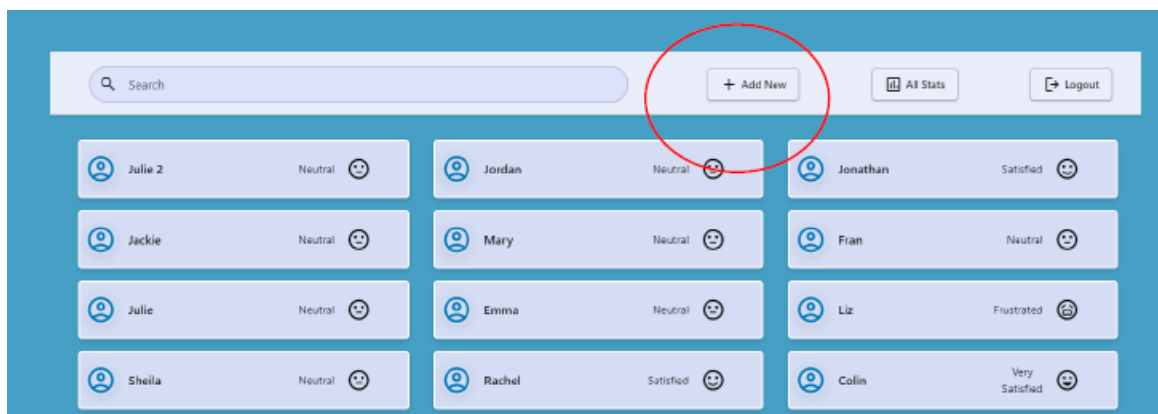 Search
+ Add New
All Stats
Logout
Julie 2 Neutral
Jordan Neutral
Jonathan Satisfied
Jackie Neutral
Mary Neutral
Fran Neutral
Julie Neutral
Emma Neutral
Liz Frustrated
Sheila Neutral
Rachel Satisfied
Colin Very
Satisfied